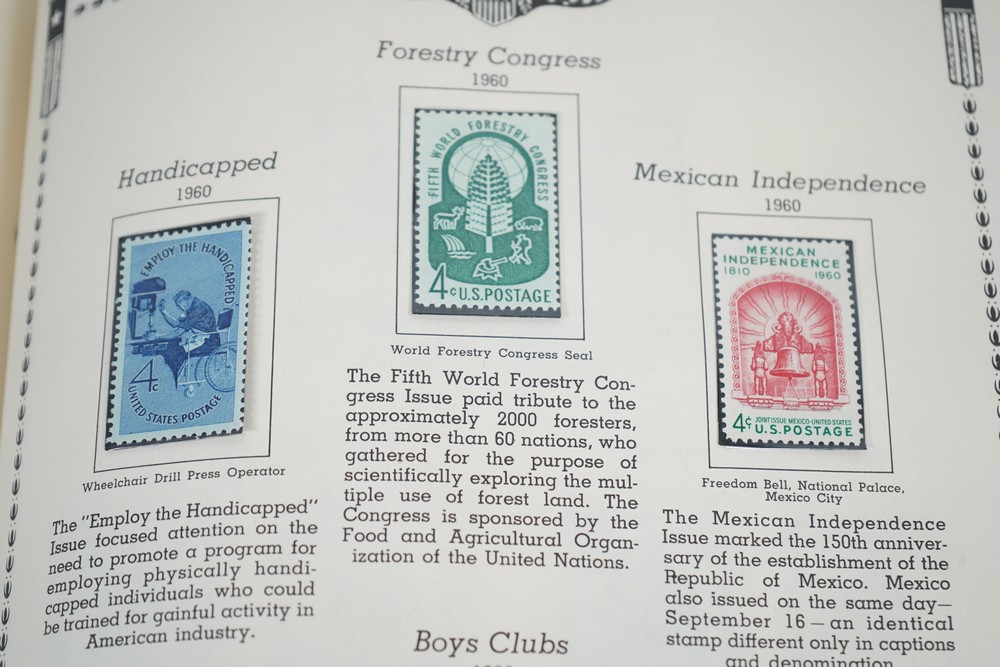 Forestry Congress
1960
FIFTH WORLD FORESTRY CONGRESS
4¢ U.S. POSTAGE
World Forestry Congress Seal
The Fifth World Forestry Con-
gress Issue paid tribute to the
approximately 2000 foresters,
from more than 60 nations, who
gathered for the purpose of
scientifically exploring the mul-
tiple use of forest land. The
Congress is sponsored by the
Food and Agricultural Organ-
ization of the United Nations.
Handicapped
1960
EMPLOY THE HANDICAPPED
4c
UNITED STATES POSTAGE
Wheelchair Drill Press Operator
The "Employ the Handicapped"
Issue focused attention on the
need to promote a program for
employing physically handi-
capped individuals who could
be trained for gainful activity in
American industry.
Mexican Independence
1960
MEXICAN
INDEPENDENCE
1810 1960
4¢ JOINT ISSUE MEXICO-UNITED STATES
U.S. POSTAGE
Freedom Bell, National Palace,
Mexico City
The Mexican Independence
Issue marked the 150th anniver-
sary of the establishment of the
Republic of Mexico. Mexico
also issued on the same day—
September 16—an identical
stamp different only in captions
and denomination
Boys Clubs